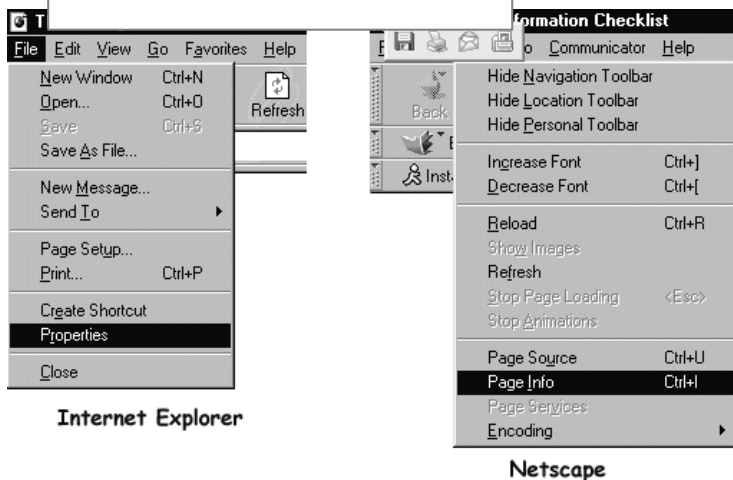 T
File Edit View Go Favorites Help
New Window Ctrl+N
Open... Ctrl+O
Save Ctrl+S
Save As File...
New Message...
Send To
Page Setup...
Print... Ctrl+P
Create Shortcut
Properties
Close
Refresh
Internet Explorer
formation Checklist
F o Communicator Help
Back
Inst
Hide Navigation Toolbar
Hide Location Toolbar
Hide Personal Toolbar
Increase Font Ctrl+]
Decrease Font Ctrl+[
Reload Ctrl+R
Show Images
Refresh
Stop Page Loading <Esc>
Stop Animations
Page Source Ctrl+U
Page Info Ctrl+I
Page Services
Encoding
Netscape